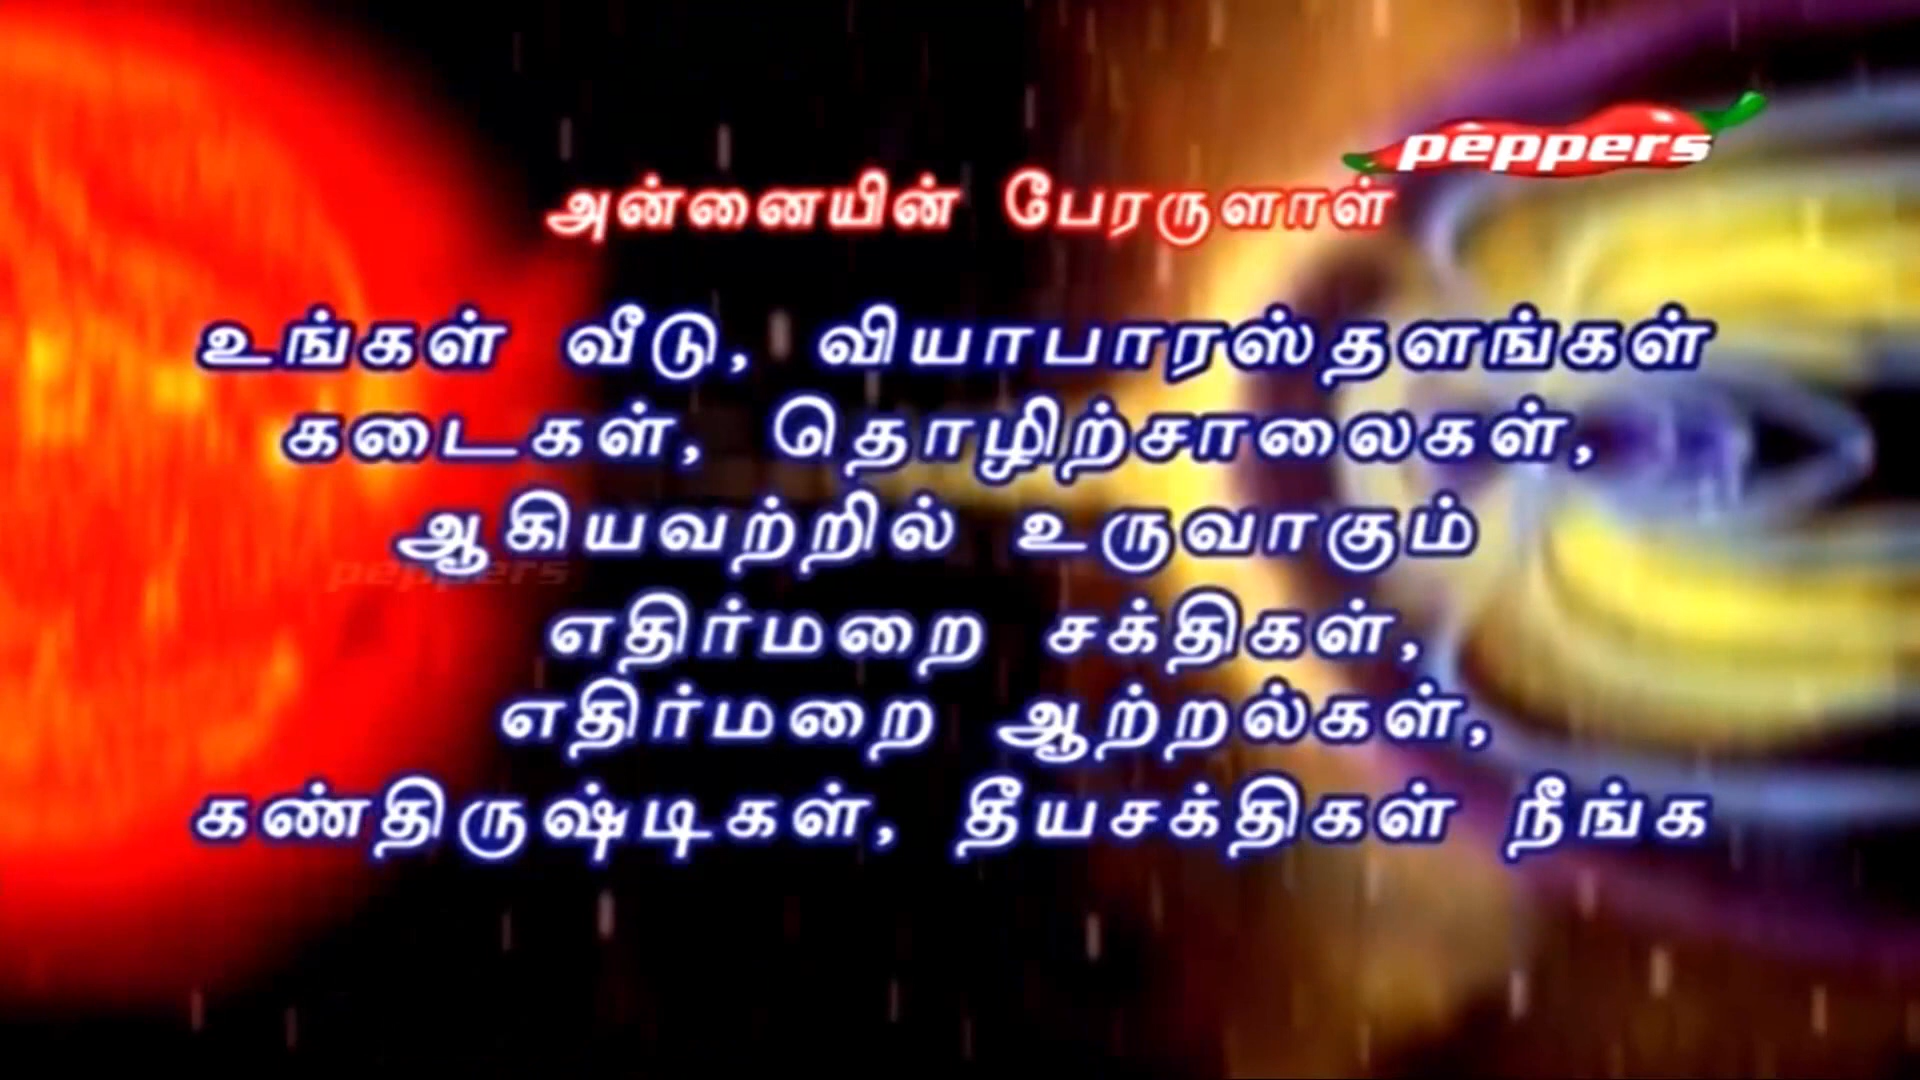 peppers
அன்னையின் பேரருளாள்
உங்கள் வீடு, வியாபாரஸ்தளங்கள்
கடைகள், தொழிற்சாலைகள்,
ஆகியவற்றில் உருவாகும்
peppers
எதிர்மறை சக்திகள்,
எதிர்மறை ஆற்றல்கள்,
கண்திருஷ்டிகள், தீயசக்திகள் நீங்க